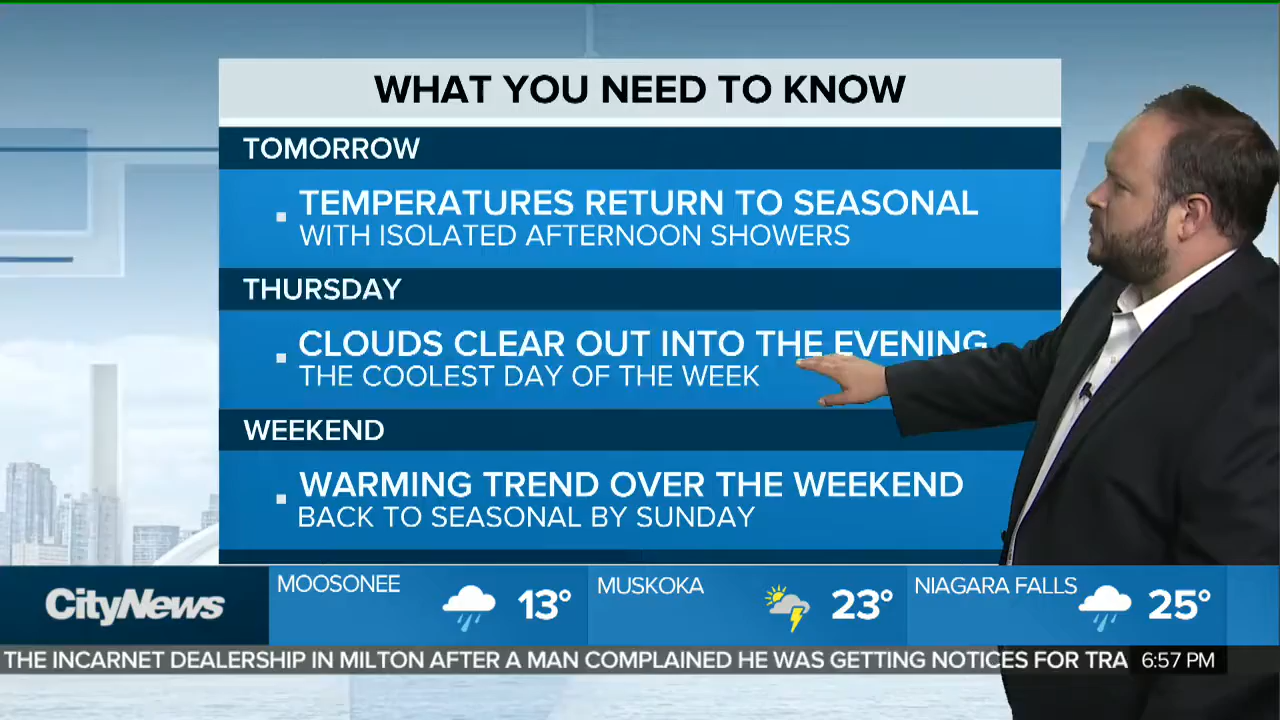 WHAT YOU NEED TO KNOW
TOMORROW
TEMPERATURES RETURN TO SEASONAL
WITH ISOLATED AFTERNOON SHOWERS
THURSDAY
CLOUDS CLEAR OUT INTO THE EVENING
THE COOLEST DAY OF THE WEEK
WEEKEND
WARMING TREND OVER THE WEEKEND
BACK TO SEASONAL BY SUNDAY
CityNews
MOOSONEE 13°
MUSKOKA 23°
NIAGARA FALLS 25°
THE INCARNET DEALERSHIP IN MILTON AFTER A MAN COMPLAINED HE WAS GETTING NOTICES FOR TRA 6:57 PM